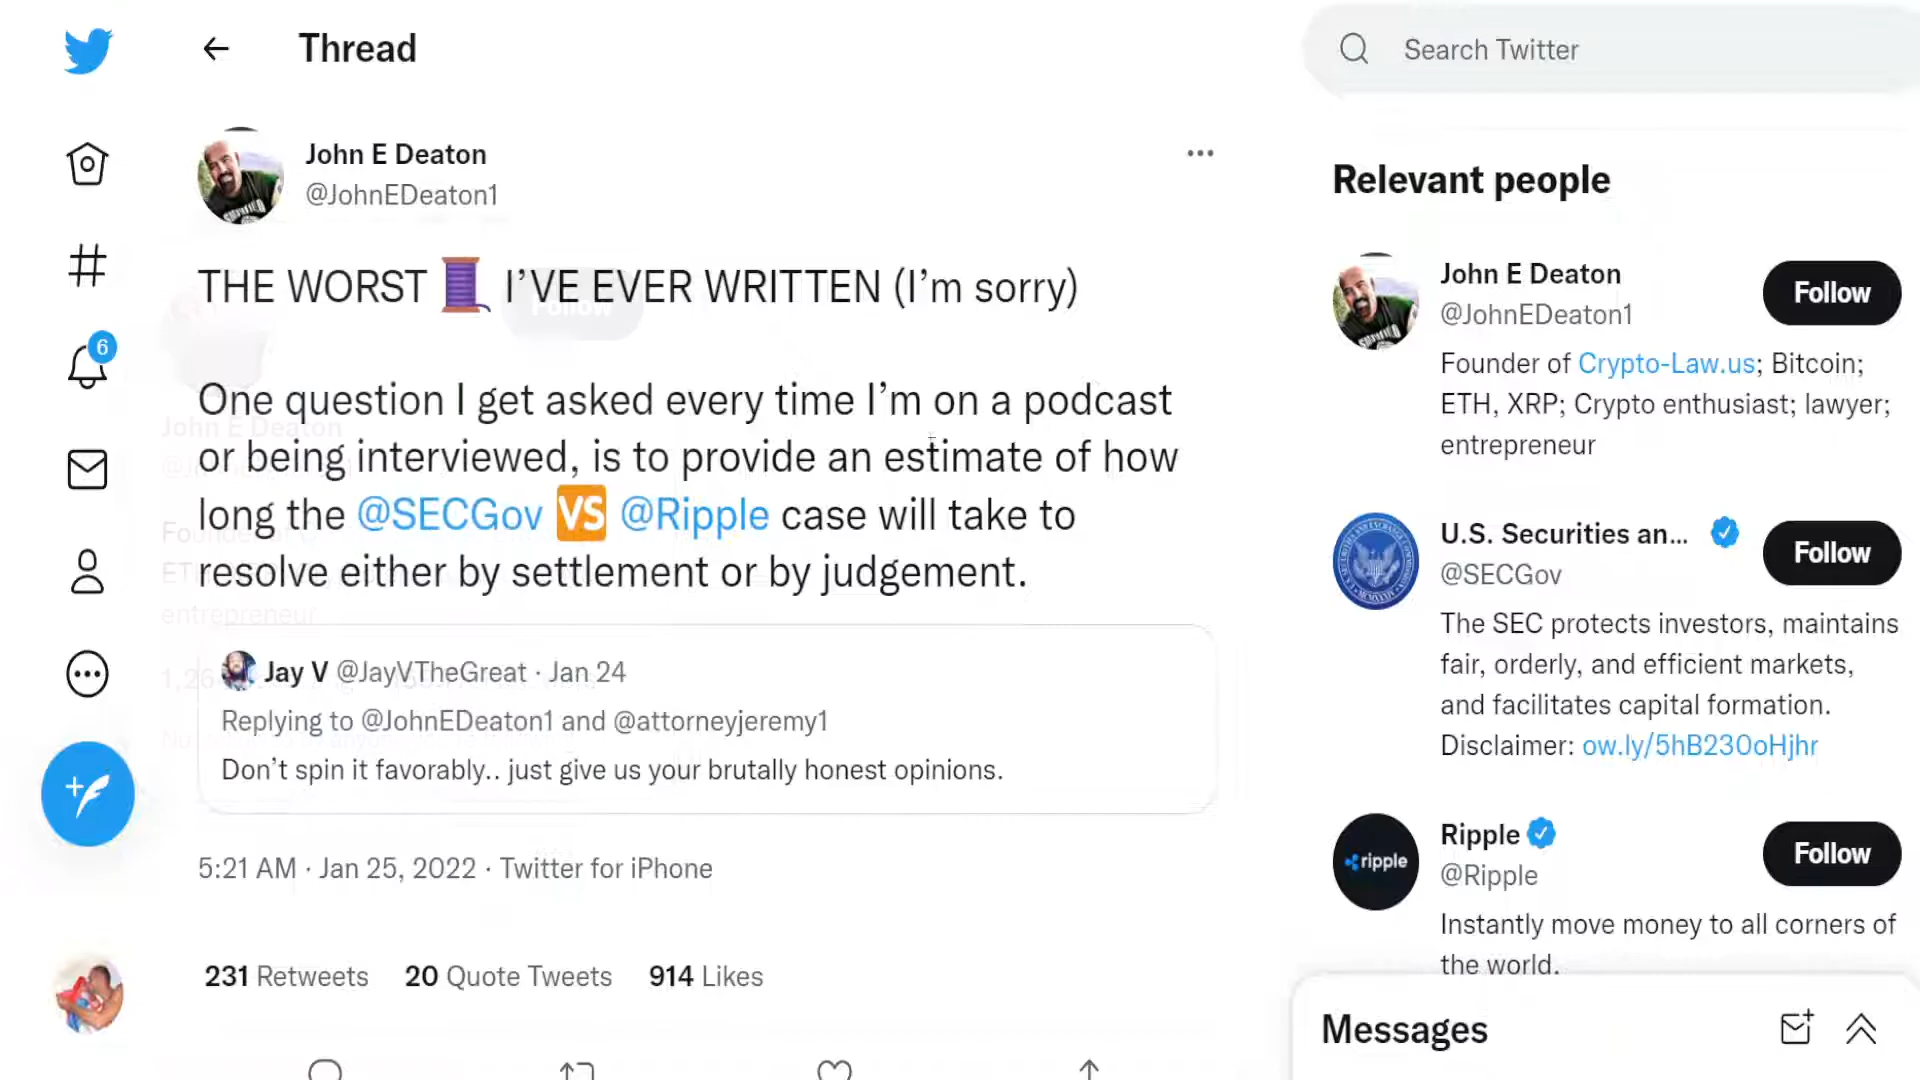 Thread
Search Twitter
John E Deaton
@JohnEDeaton1
THE WORST 🧵 I'VE EVER WRITTEN (I'm sorry)
One question I get asked every time I'm on a podcast
or being interviewed, is to provide an estimate of how
long the @SECGov 🆚 @Ripple case will take to
resolve either by settlement or by judgement.
Jay V @JayVTheGreat · Jan 24
Replying to @JohnEDeaton1 and @attorneyjeremy1
Don't spin it favorably.. just give us your brutally honest opinions.
5:21 AM · Jan 25, 2022 · Twitter for iPhone
231 Retweets 20 Quote Tweets 914 Likes
6
Relevant people
John E Deaton
@JohnEDeaton1
Follow
Founder of Crypto-Law.us; Bitcoin;
ETH, XRP; Crypto enthusiast; lawyer;
entrepreneur
U.S. Securities an...
@SECGov
Follow
The SEC protects investors, maintains
fair, orderly, and efficient markets,
and facilitates capital formation.
Disclaimer: ow.ly/5hB230oHjhr
ripple
Ripple
@Ripple
Follow
Instantly move money to all corners of
the world.
Messages
Follow
John E Deaton
entrepreneur